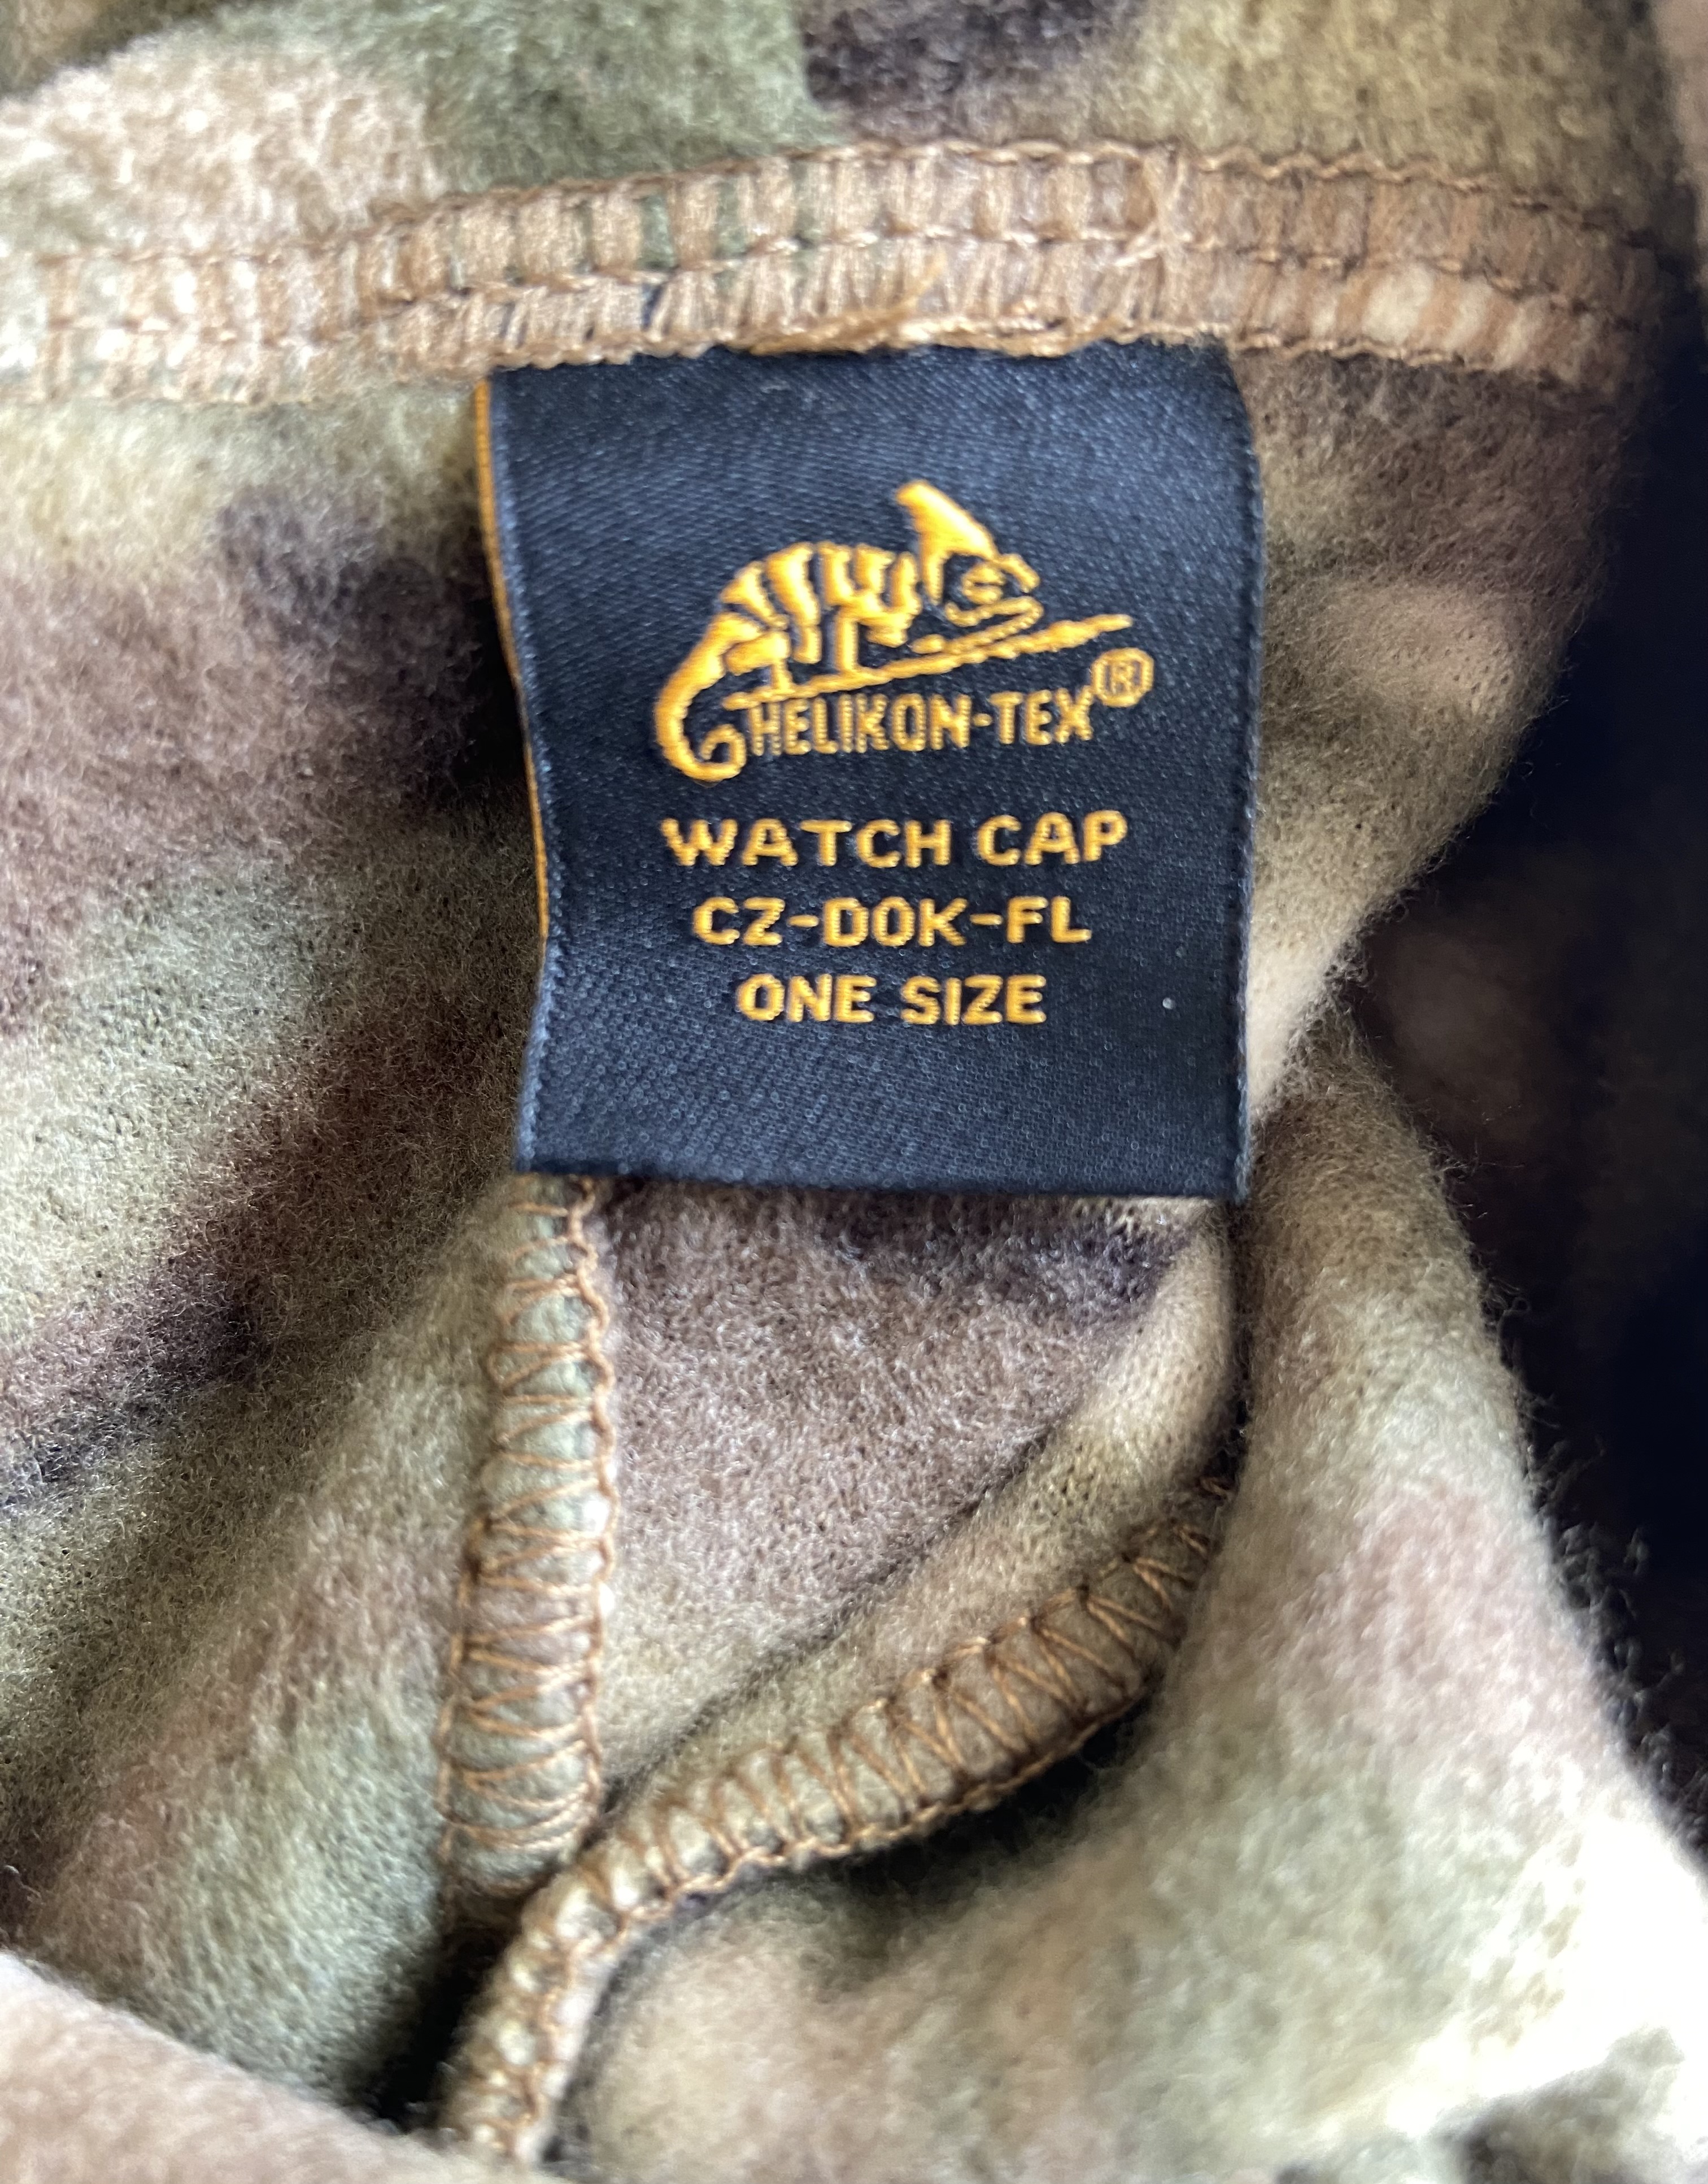 HELIKON-TEX®
WATCH CAP
CZ-DOK-FL
ONE SIZE